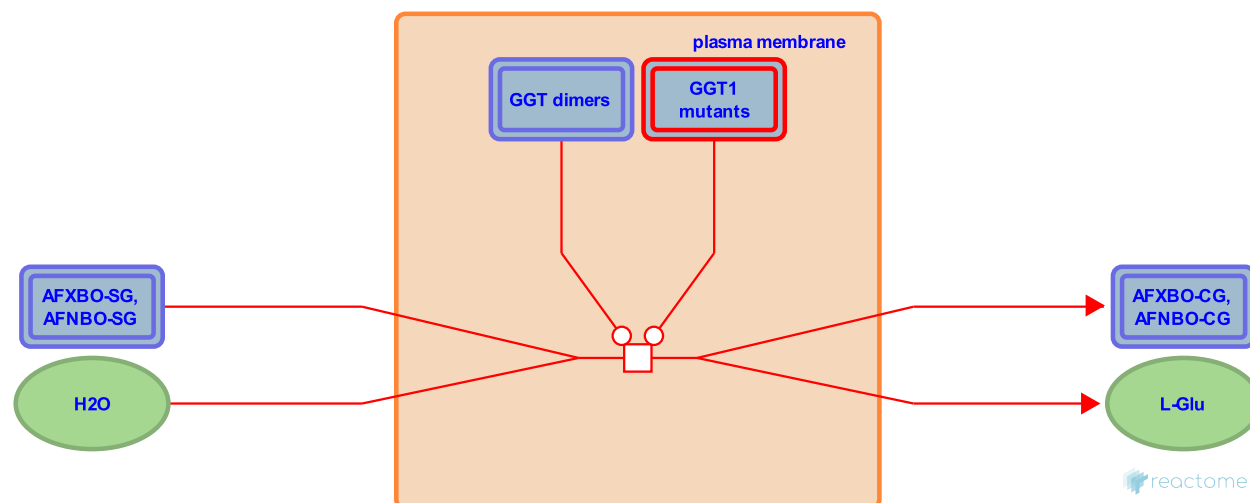 plasma membrane
GGT dimers
GGT1
mutants
AFXBO-SG,
AFNBO-SG
H2O
AFXBO-CG,
AFNBO-CG
L-Glu
reactome